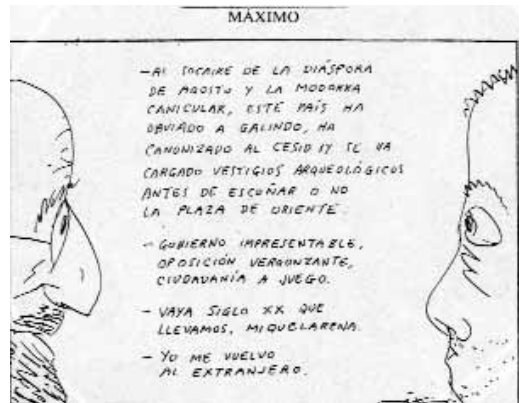 MÁXIMO
- AL SOCAIRE DE LA DIÁSPORA
DE AGOSTO Y LA MODORRA
CANICULAR, ESTE PAÍS HA
OBVIADO A GALINDO, HA
CANONIZADO AL CESID Y SE HA
CARGADO VESTIGIOS ARQUEOLÓGICOS
ANTES DE ESCOÑAR O NO
LA PLAZA DE ORIENTE.
- GOBIERNO IMPRESENTABLE,
OPOSICIÓN VERGONZANTE,
CIUDADANÍA A JUEGO.
- VAYA SIGLO XX QUE
LLEVAMOS, MIQUELARENA.
- YO ME VUELVO
AL EXTRANJERO.